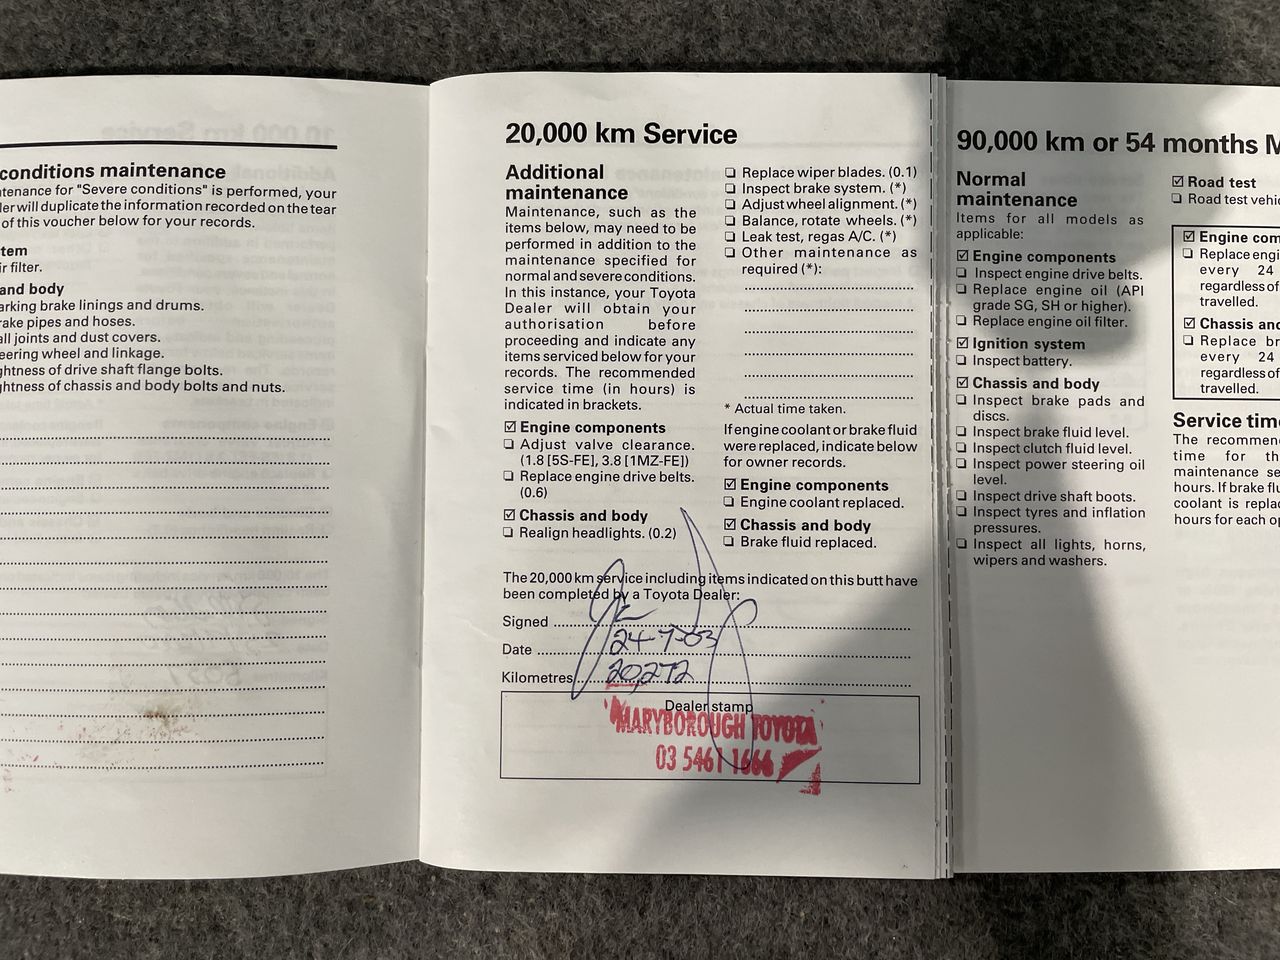 conditions maintenance
tenance for "Severe conditions" is performed, your
ler will duplicate the information recorded on the tear
of this voucher below for your records.
tem
ir filter.
and body
arking brake linings and drums.
rake pipes and hoses.
all joints and dust covers.
teering wheel and linkage.
ghtness of drive shaft flange bolts.
ghtness of chassis and body bolts and nuts.
20,000 km Service
Additional
maintenance
Maintenance, such as the
items below, may need to be
performed in addition to the
maintenance specified for
normal and severe conditions.
In this instance, your Toyota
Dealer will obtain your
authorisation before
proceeding and indicate any
items serviced below for your
records. The recommended
service time (in hours) is
indicated in brackets.
☑ Engine components
❏ Adjust valve clearance.
(1.8 [5S-FE], 3.8 [1MZ-FE])
❏ Replace engine drive belts.
(0.6)
☑ Chassis and body
❏ Realign headlights. (0.2)
❏ Replace wiper blades. (0.1)
❏ Inspect brake system. (*)
❏ Adjust wheel alignment. (*)
❏ Balance, rotate wheels. (*)
❏ Leak test, regas A/C. (*)
❏ Other maintenance as
required (*):
* Actual time taken.
If engine coolant or brake fluid
were replaced, indicate below
for owner records.
☑ Engine components
❏ Engine coolant replaced.
☑ Chassis and body
❏ Brake fluid replaced.
The 20,000 km service including items indicated on this butt have
been completed by a Toyota Dealer:
Signed
Date 24-7-03
Kilometres 20,272
Dealer stamp
MARYBOROUGH TOYOTA
03 5461 1666
90,000 km or 54 months M
Normal
maintenance
Items for all models as
applicable:
☑ Engine components
❏ Inspect engine drive belts.
❏ Replace engine oil (API
grade SG, SH or higher).
❏ Replace engine oil filter.
☑ Ignition system
❏ Inspect battery.
☑ Chassis and body
❏ Inspect brake pads and
discs.
❏ Inspect brake fluid level.
❏ Inspect clutch fluid level.
❏ Inspect power steering oil
level.
❏ Inspect drive shaft boots.
❏ Inspect tyres and inflation
pressures.
❏ Inspect all lights, horns,
wipers and washers.
☑ Road test
❏ Road test vehic
☑ Engine com
❏ Replace engi
every 24
regardless of
travelled.
☑ Chassis and
❏ Replace br
every 24
regardless of
travelled.
Service time
The recommen
time for th
maintenance se
hours. If brake flu
coolant is replac
hours for each op